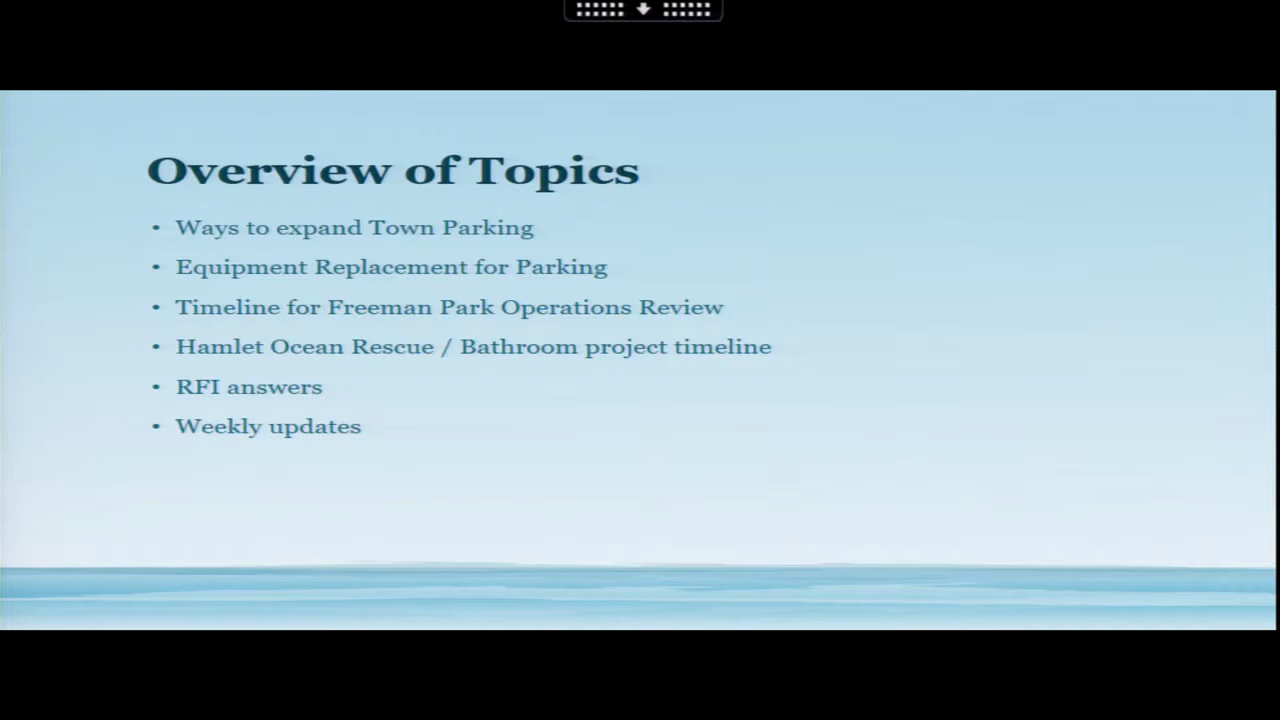 Overview of Topics
• Ways to expand Town Parking
• Equipment Replacement for Parking
• Timeline for Freeman Park Operations Review
• Hamlet Ocean Rescue / Bathroom project timeline
• RFI answers
• Weekly updates